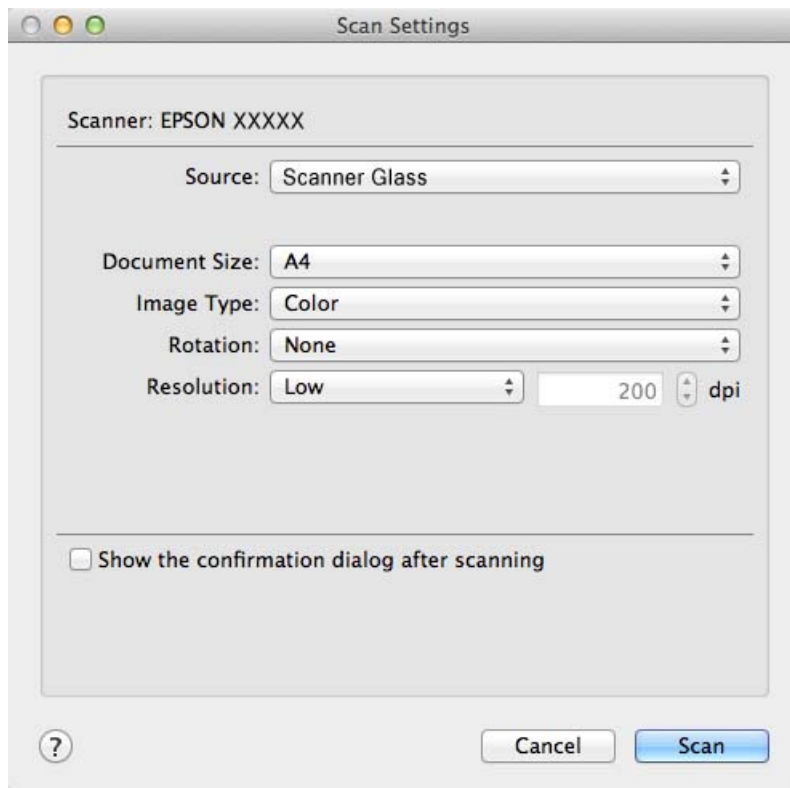 Scan Settings
Scanner: EPSON XXXXX
Source: Scanner Glass
Document Size: A4
Image Type: Color
Rotation: None
Resolution: Low 200 dpi
Show the confirmation dialog after scanning
? Cancel Scan